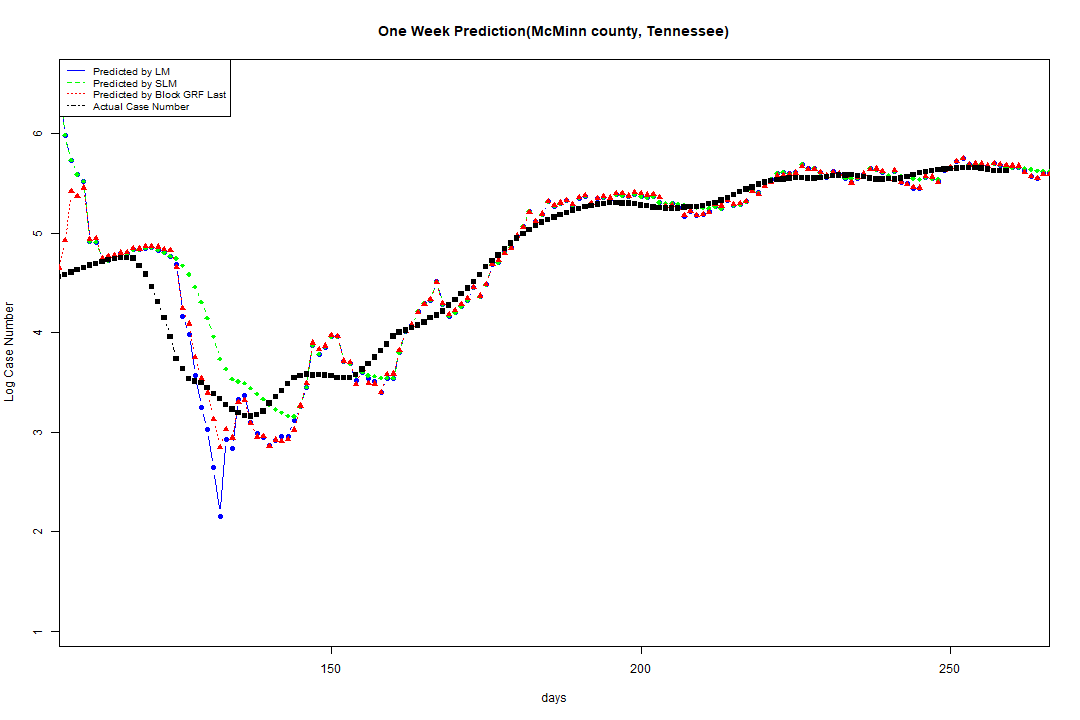 One Week Prediction(McMinn county, Tennessee)
Predicted by LM
Predicted by SLM
Predicted by Block GRF Last
Actual Case Number
6
5
4
3
2
1
Log Case Number
150 200 250
days